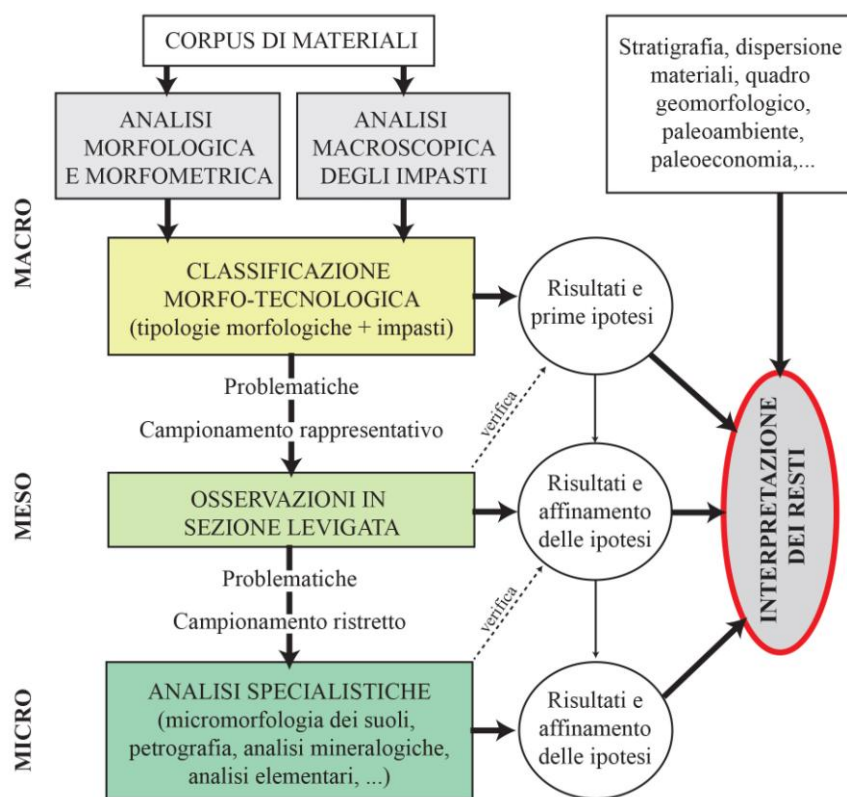 CORPUS DI MATERIALI
Stratigrafia, dispersione
materiali, quadro
geomorfologico,
paleoambiente,
paleoeconomia,...
ANALISI
MORFOLOGICA
E MORFOMETRICA
ANALISI
MACROSCOPICA
DEGLI IMPASTI
MACRO
CLASSIFICAZIONE
MORFO-TECNOLOGICA
(tipologie morfologiche + impasti)
Risultati e
prime ipotesi
Problematiche
Campionamento rappresentativo
verifica
MESO
OSSERVAZIONI IN
SEZIONE LEVIGATA
Risultati e
affinamento
delle ipotesi
INTERPRETAZIONE
DEI RESTI
Problematiche
Campionamento ristretto
verifica
MICRO
ANALISI SPECIALISTICHE
(micromorfologia dei suoli,
petrografia, analisi mineralogiche,
analisi elementari, ...)
Risultati e
affinamento
delle ipotesi